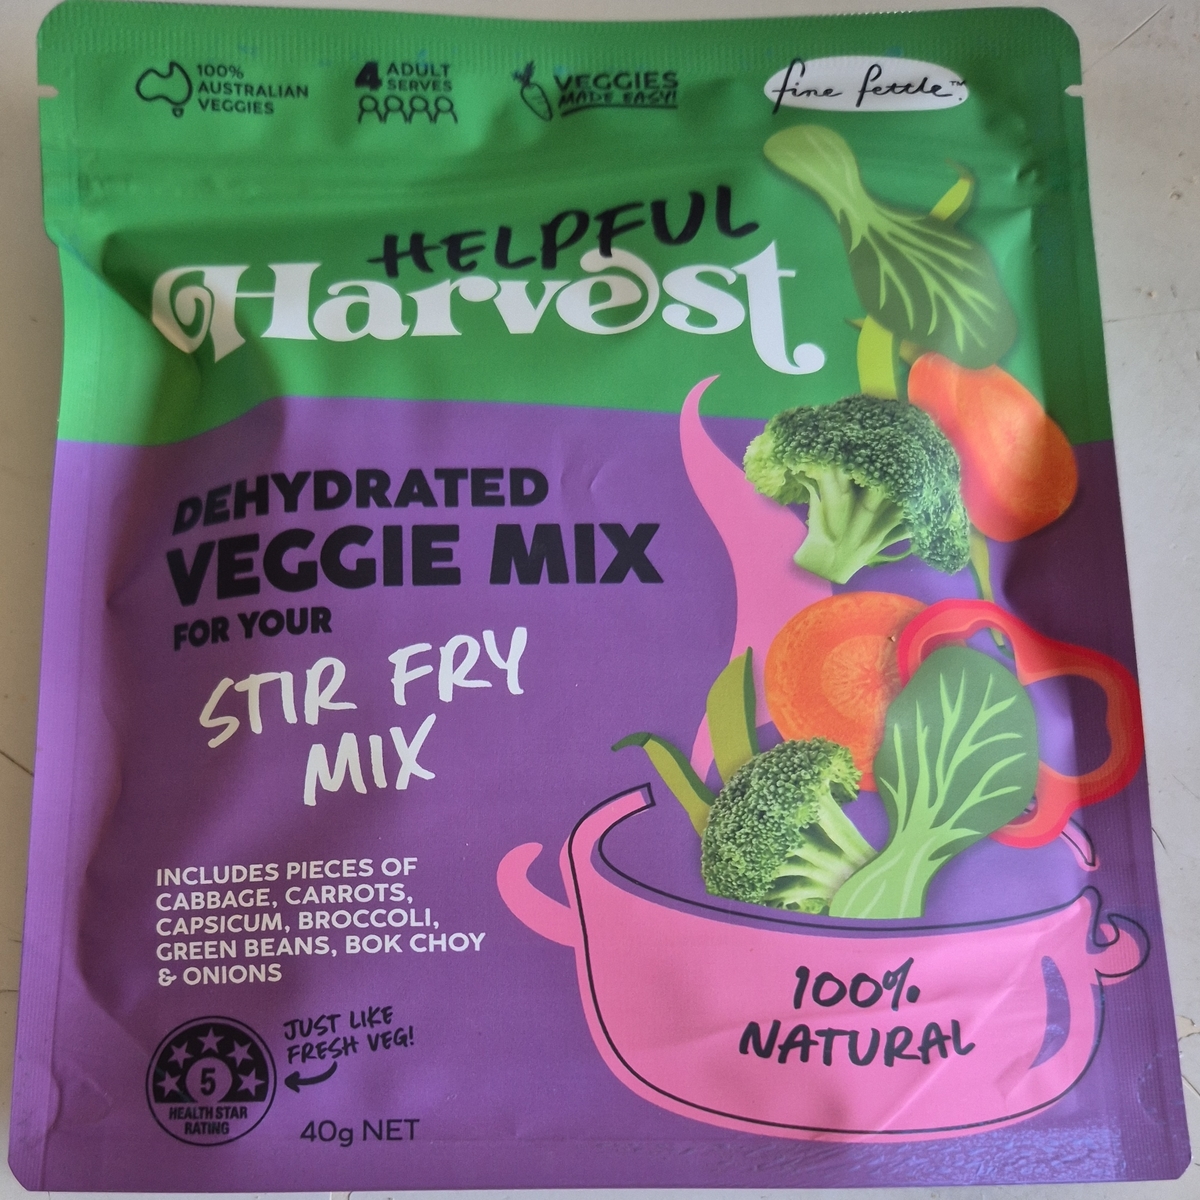 100%
AUSTRALIAN
VEGGIES
4 ADULT
SERVES
VEGGIES
MADE EASY!
fine fettle™
HELPFUL
Harvest
DEHYDRATED
VEGGIE MIX
FOR YOUR
STIR FRY
MIX
INCLUDES PIECES OF
CABBAGE, CARROTS,
CAPSICUM, BROCCOLI,
GREEN BEANS, BOK CHOY
& ONIONS
JUST LIKE
FRESH VEG!
5
HEALTH STAR
RATING
40g NET
100%
NATURAL